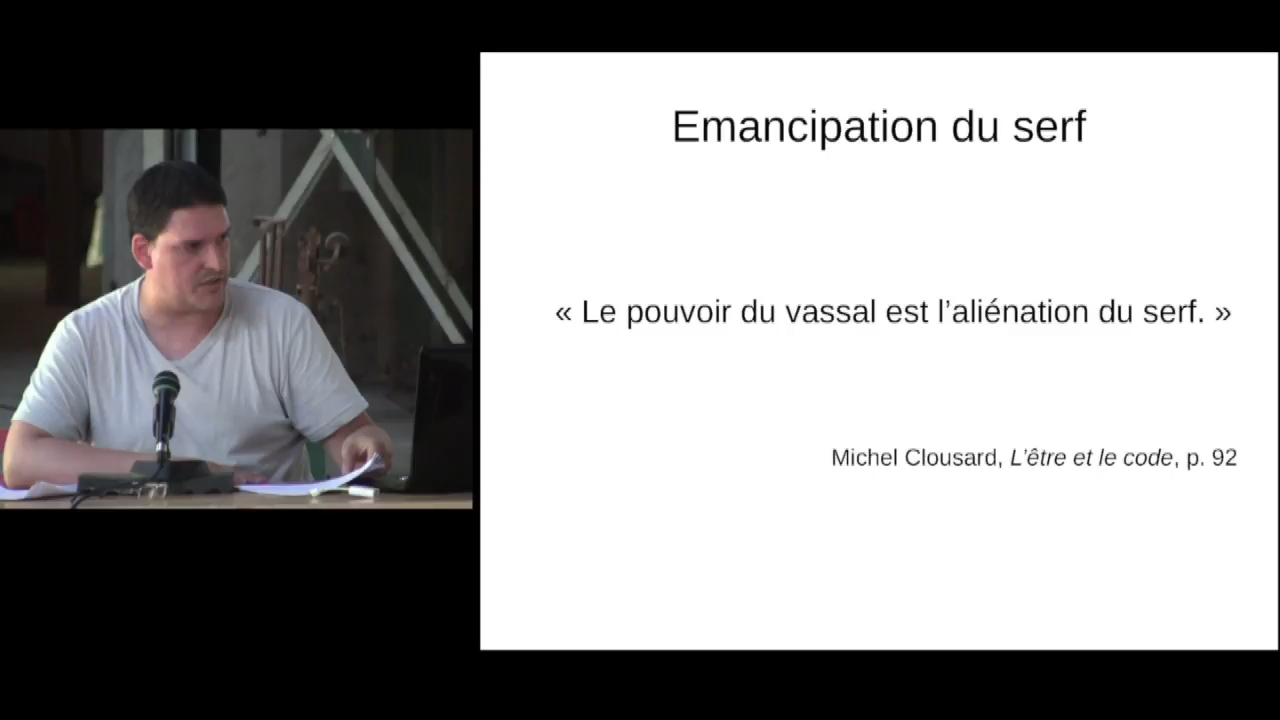 Emancipation du serf
« Le pouvoir du vassal est l’aliénation du serf. »
Michel Clousard, L’être et le code, p. 92